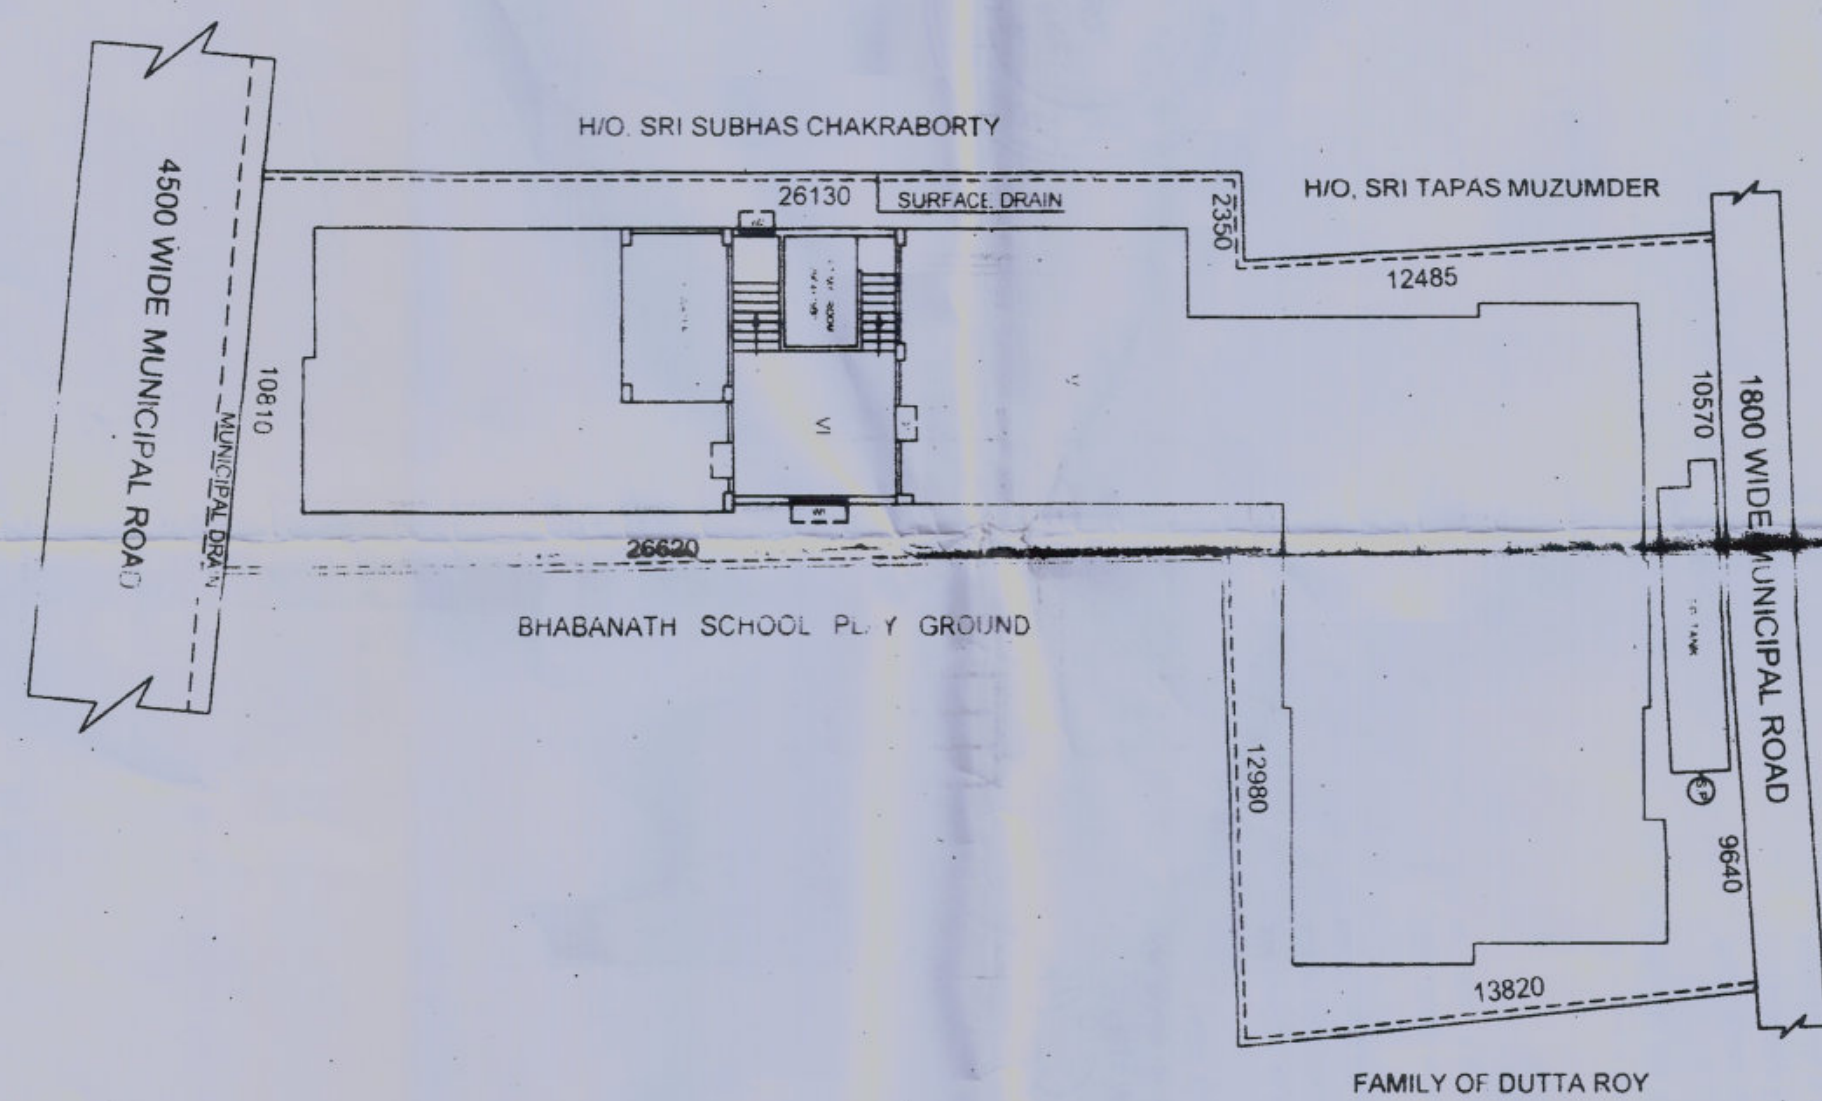 H/O. SRI SUBHAS CHAKRABORTY
H/O. SRI TAPAS MUZUMDER
26130
SURFACE DRAIN
2350
12485
4500 WIDE MUNICIPAL ROAD
MUNICIPAL DRAIN
10810
VI
10570
1800 WIDE MUNICIPAL ROAD
26620
BHABANATH SCHOOL PL Y GROUND
TANK
12980
S.P
9640
13820
FAMILY OF DUTTA ROY